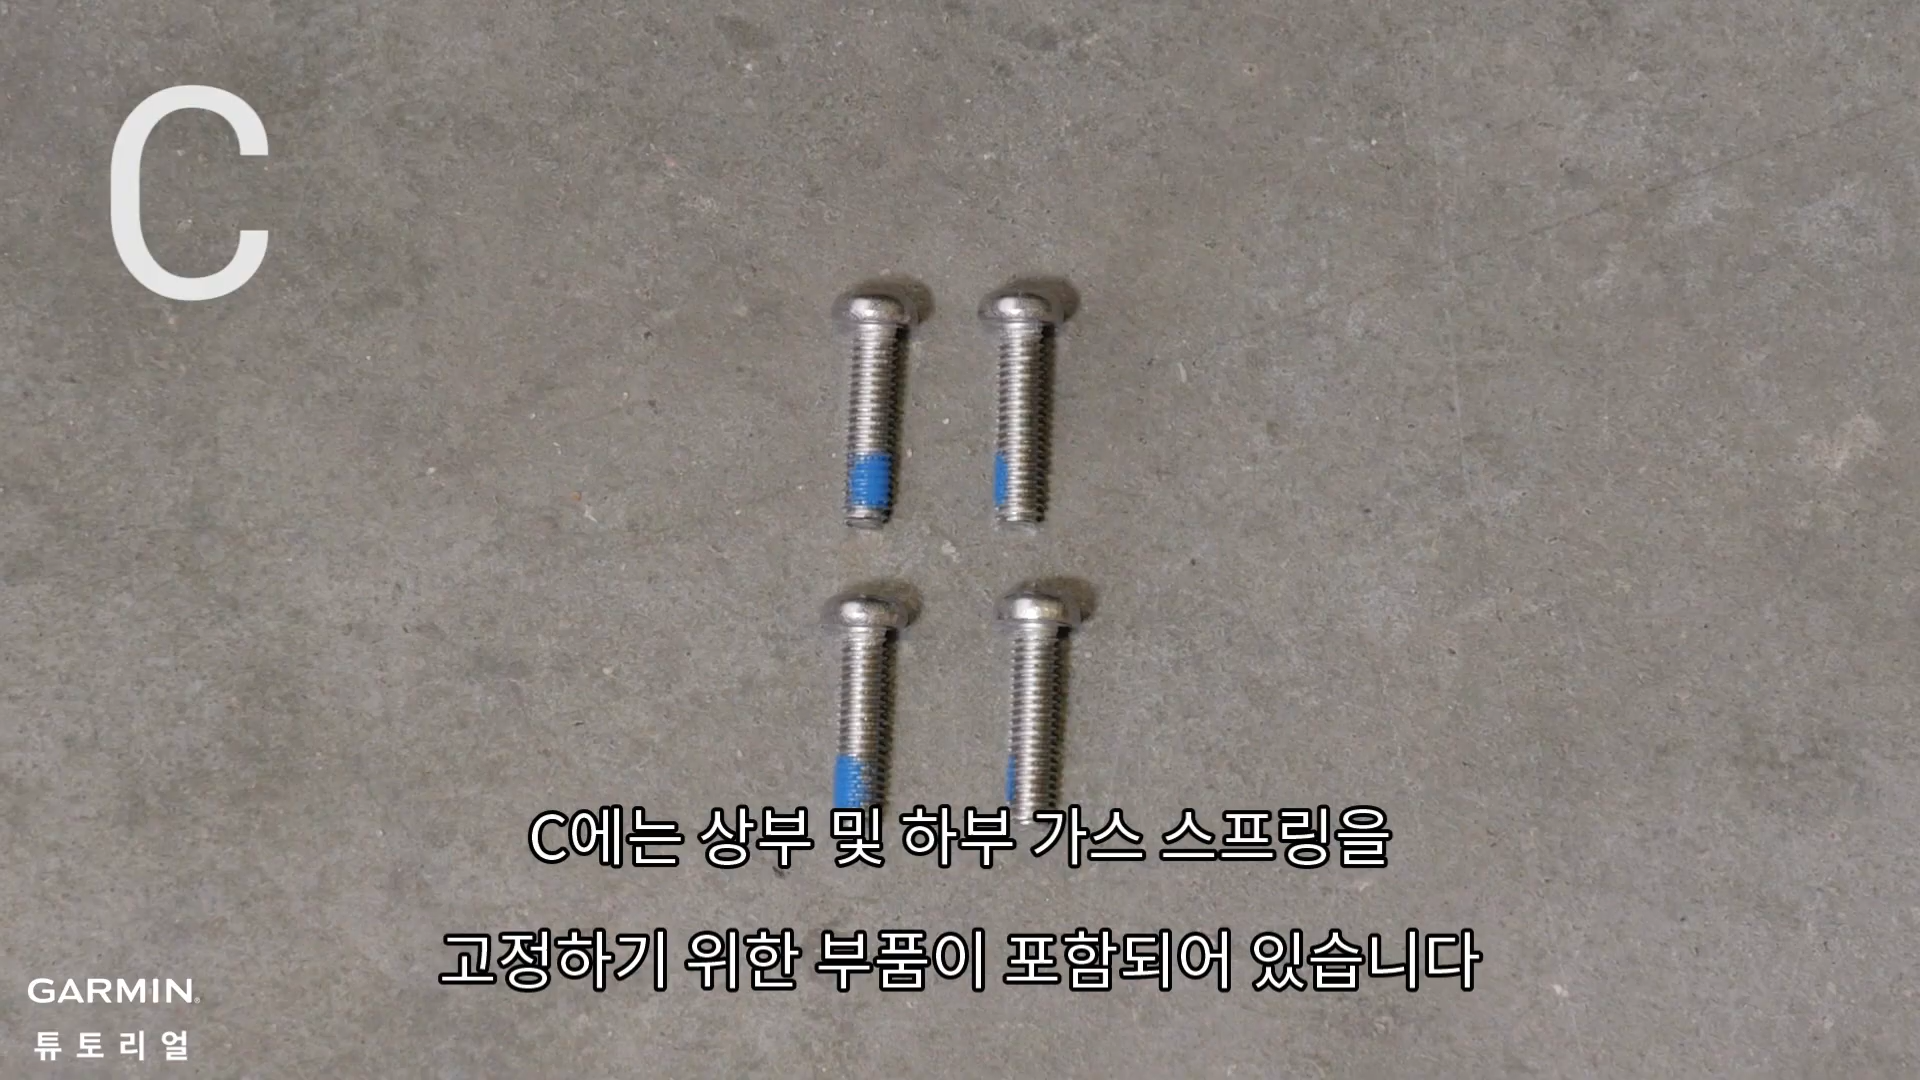 C
C에는 상부 및 하부 가스 스프링을
고정하기 위한 부품이 포함되어 있습니다
GARMIN
튜토리얼